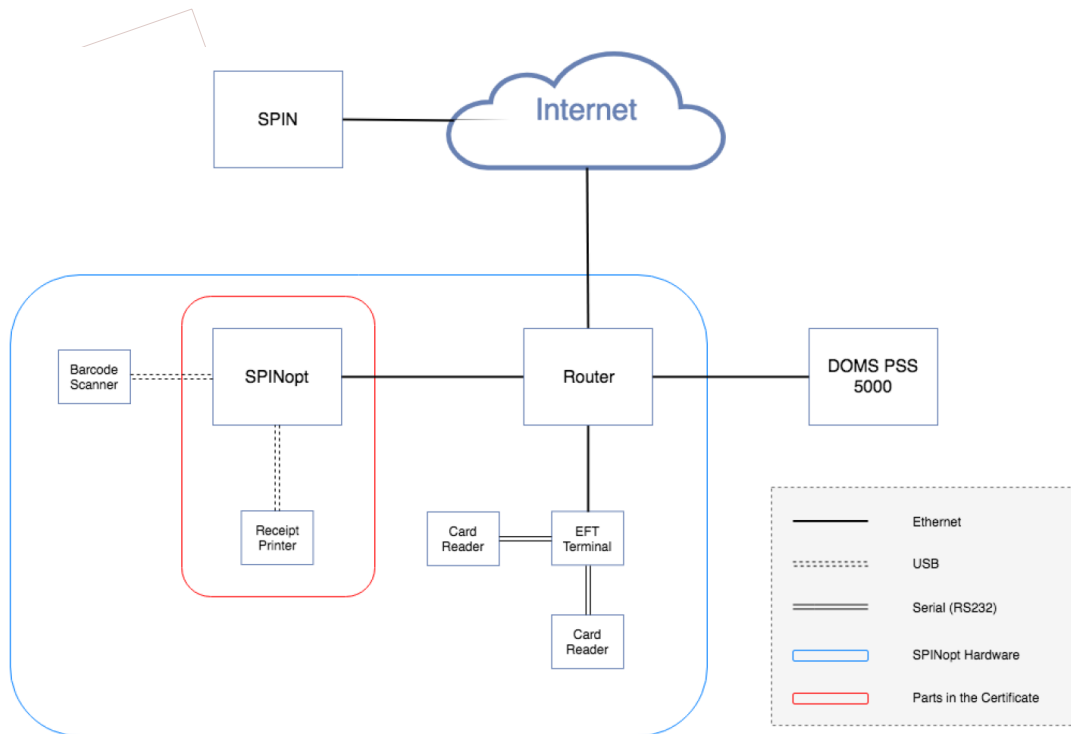 SPIN
Internet
Barcode
Scanner
SPINopt
Router
DOMS PSS
5000
Receipt
Printer
Card
Reader
EFT
Terminal
Card
Reader
Ethernet
USB
Serial (RS232)
SPINopt Hardware
Parts in the Certificate